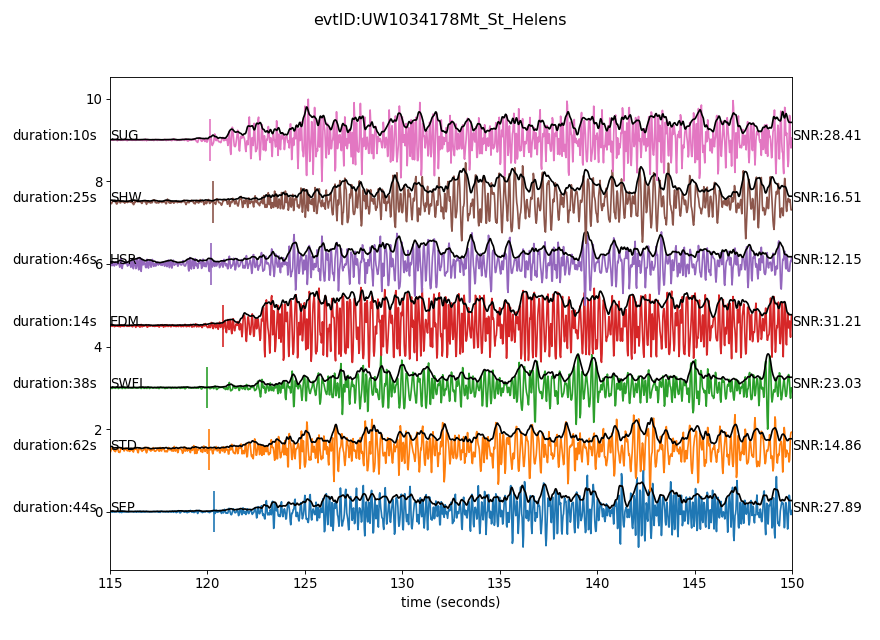 evtID:UW1034178Mt_St_Helens
10
duration:10s SUG SNR:28.41
8
duration:25s SHW SNR:16.51
duration:46s HSR SNR:12.15
6
duration:14s EDM SNR:31.21
4
duration:38s SWFL SNR:23.03
2
duration:62s STD SNR:14.86
duration:44s SEP SNR:27.89
0
115 120 125 130 135 140 145 150
time (seconds)